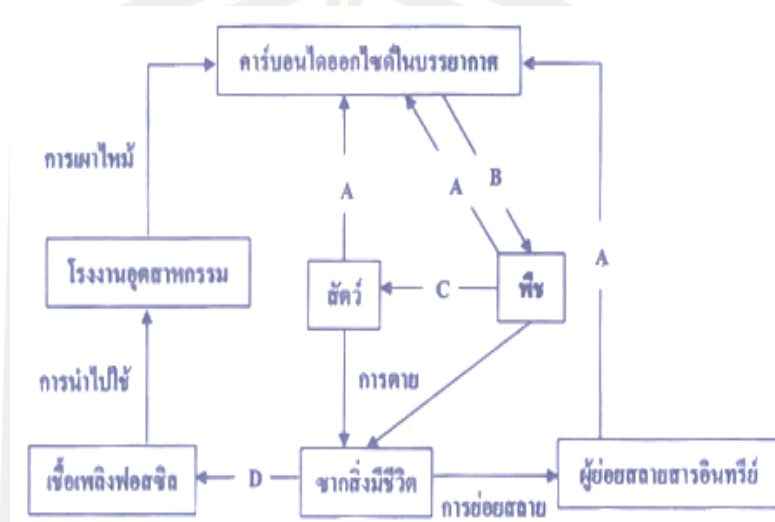 คาร์บอนไดออกไซด์ในบรรยากาศ
การเผาไหม้
A
A
B
A
โรงงานอุตสาหกรรม
สัตว์
C
พืช
การนำไปใช้
การตาย
เชื้อเพลิงฟอสซิล
D
ซากสิ่งมีชีวิต
การย่อยสลาย
ผู้ย่อยสลายสารอินทรีย์